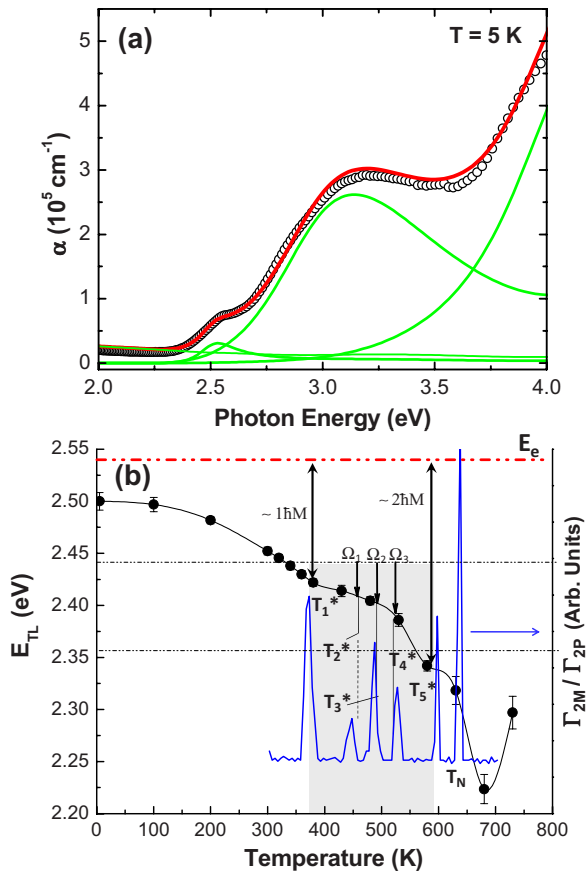 (a)
T = 5 K
α (10⁵ cm⁻¹)
5
4
3
2
1
0
2.0 2.5 3.0 3.5 4.0
Photon Energy (eV)
(b)
E_e
~ 1ħM
~ 2ħM
Ω₁ Ω₂ Ω₃
T₁*
T₂*
T₃*
T₄*
T₅*
T_N
E_TL (eV)
2.55
2.50
2.45
2.40
2.35
2.30
2.25
2.20
0 100 200 300 400 500 600 700 800
Temperature (K)
Γ_2M / Γ_2P (Arb. Units)